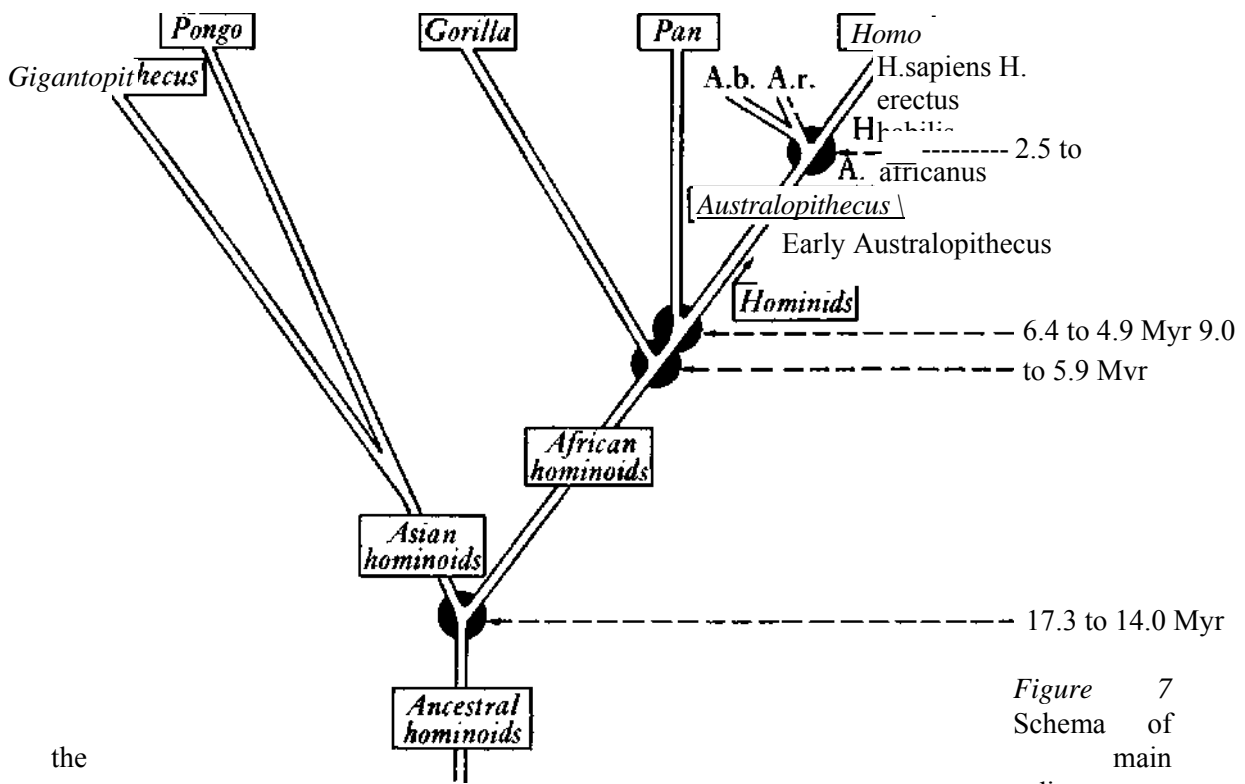 Pongo
Gorilla
Pan
Homo
Gigantopithecus
A.b. A.r.
H.sapiens H.
erectus
H habilis
2.5 to
A. africanus
Australopithecus \
Early Australopithecus
Hominids
6.4 to 4.9 Myr 9.0
to 5.9 Mvr
African
hominoids
Asian
hominoids
17.3 to 14.0 Myr
Ancestral
hominoids
Figure 7
Schema of
the main